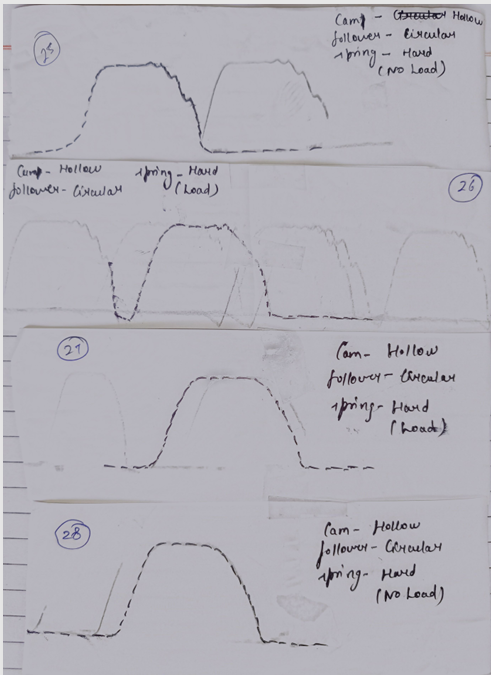 25
Cam - Circular Hollow
follower - Circular
spring - Hard
(No Load)
Cam - Hollow spring - Hard
follower - Circular (Load)
26
27
Cam - Hollow
follower - Circular
spring - Hard
(Load)
28
Cam - Hollow
follower - Circular
spring - Hard
(No Load)